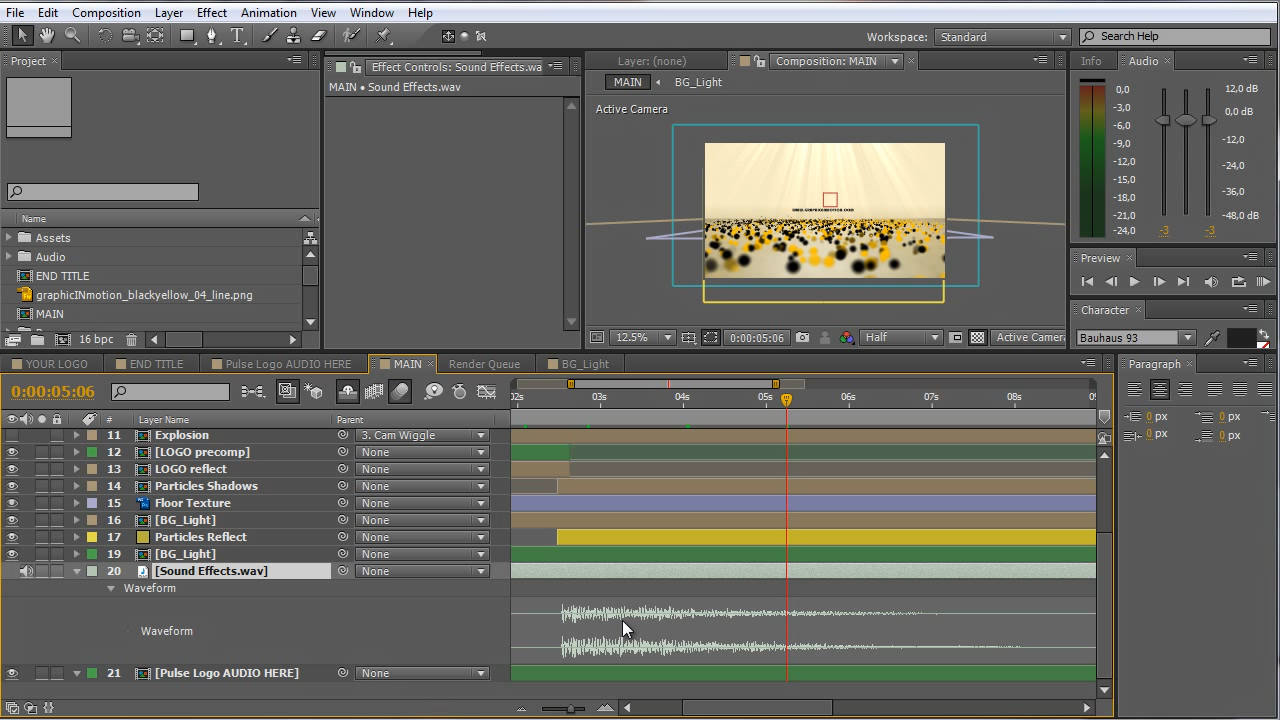 File Edit Composition Layer Effect Animation View Window Help
Workspace: Standard Search Help
Project
Effect Controls: Sound Effects.wa
Layer: (none)
Composition: MAIN
Info
Audio
MAIN • Sound Effects.wav
MAIN BG_Light
Active Camera
0,0
-3,0
-6,0
-9,0
-12,0
-15,0
-18,0
-21,0
-24,0
12,0 dB
0,0 dB
-12,0
-24,0
-36,0
-48,0 dB
-3 -3
Name
Assets
Audio
END TITLE
graphicINmotion_blackyellow_04_line.png
MAIN
16 bpc
12.5% 0:00:05:06 Half Active Camera
Preview
Character
Bauhaus 93
YOUR LOGO END TITLE Pulse Logo AUDIO HERE MAIN Render Queue BG_Light
Paragraph
0:00:05:06
02s 03s 04s 05s 06s 07s 08s
# Layer Name Parent
11 Explosion 3. Cam Wiggle
12 [LOGO precomp] None
13 LOGO reflect None
14 Particles Shadows None
15 Floor Texture None
16 [BG_Light] None
17 Particles Reflect None
19 [BG_Light] None
20 [Sound Effects.wav] None
Waveform
Waveform
21 [Pulse Logo AUDIO HERE] None
0 px 0 px
0 px 0 px